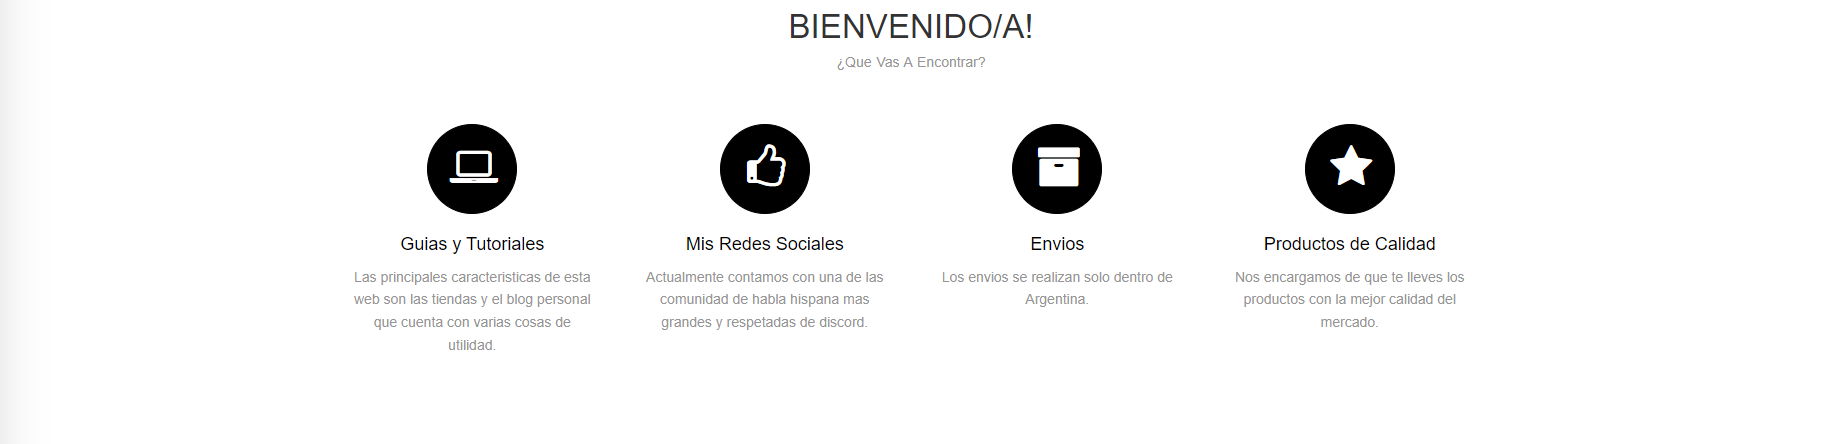 BIENVENIDO/A!
¿Que Vas A Encontrar?
Guias y Tutoriales
Las principales caracteristicas de esta
web son las tiendas y el blog personal
que cuenta con varias cosas de
utilidad.
Mis Redes Sociales
Actualmente contamos con una de las
comunidad de habla hispana mas
grandes y respetadas de discord.
Envios
Los envios se realizan solo dentro de
Argentina.
Productos de Calidad
Nos encargamos de que te lleves los
productos con la mejor calidad del
mercado.